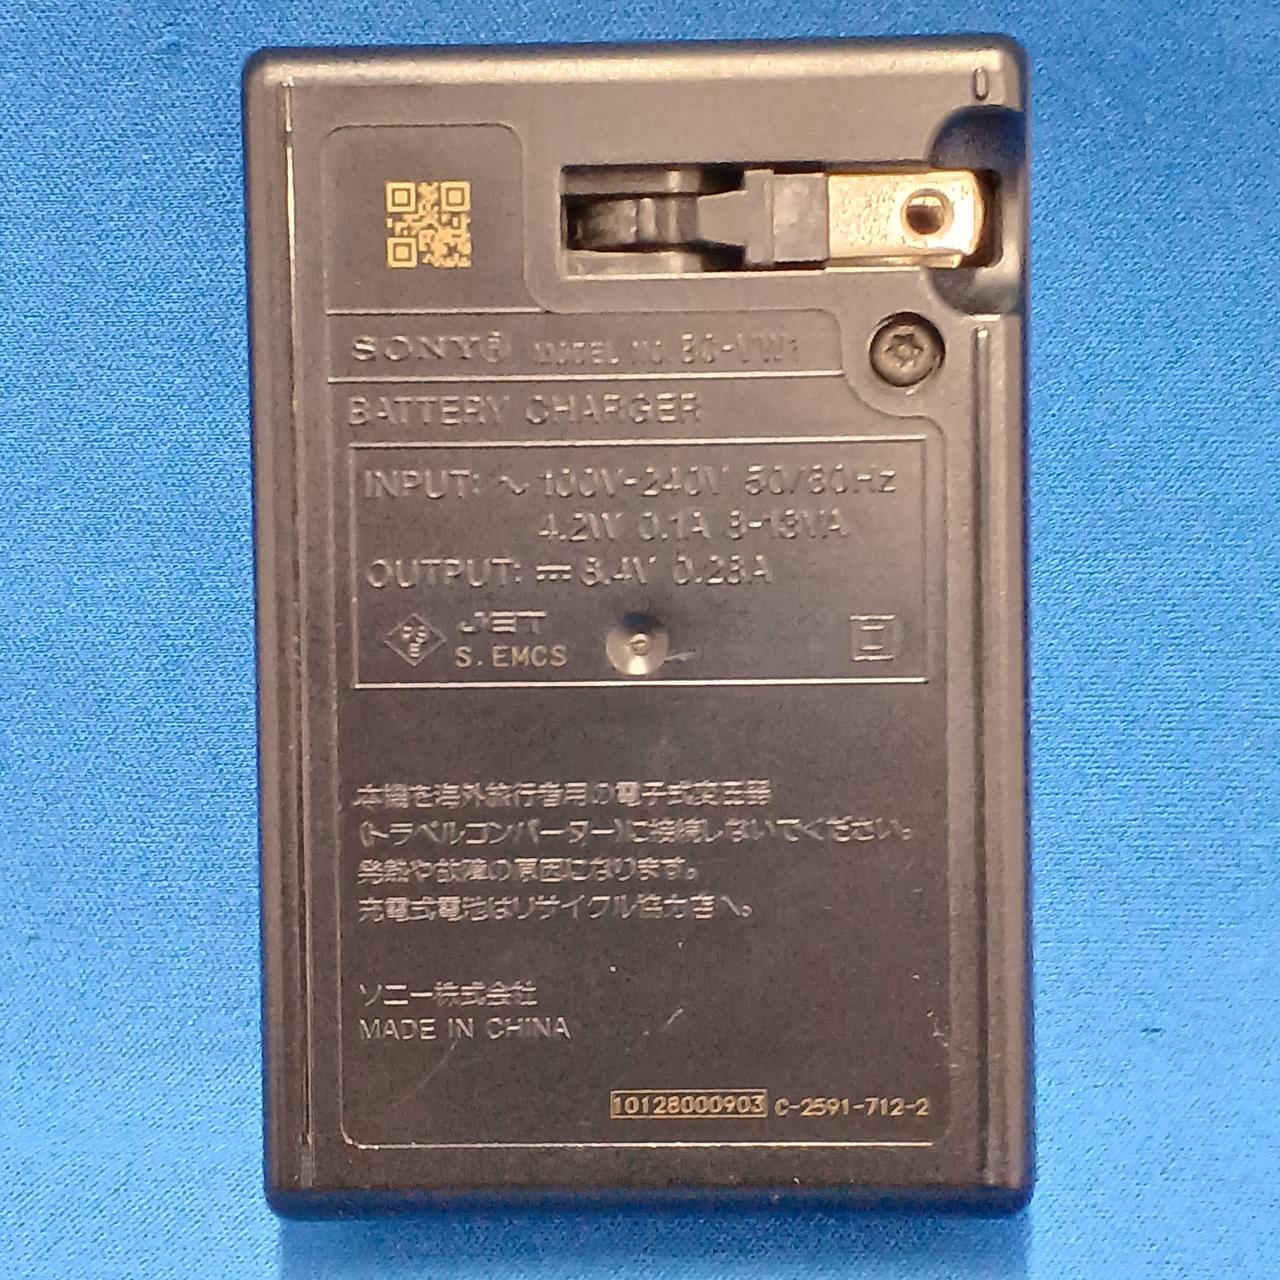 SONY® MODEL NO. BC-VW1
BATTERY CHARGER
INPUT: ~ 100V-240V 50/60Hz
4.2W 0.1A 8-13VA
OUTPUT: ⎓ 8.4V 0.28A
PSE JET
S.EMCS
本機を海外旅行者用の電子式変圧器
(トラベルコンバーター)に接続しないでください。
発熱や故障の原因になります。
充電式電池はリサイクル協力店へ。
ソニー株式会社
MADE IN CHINA
10128000903 C-2591-712-2